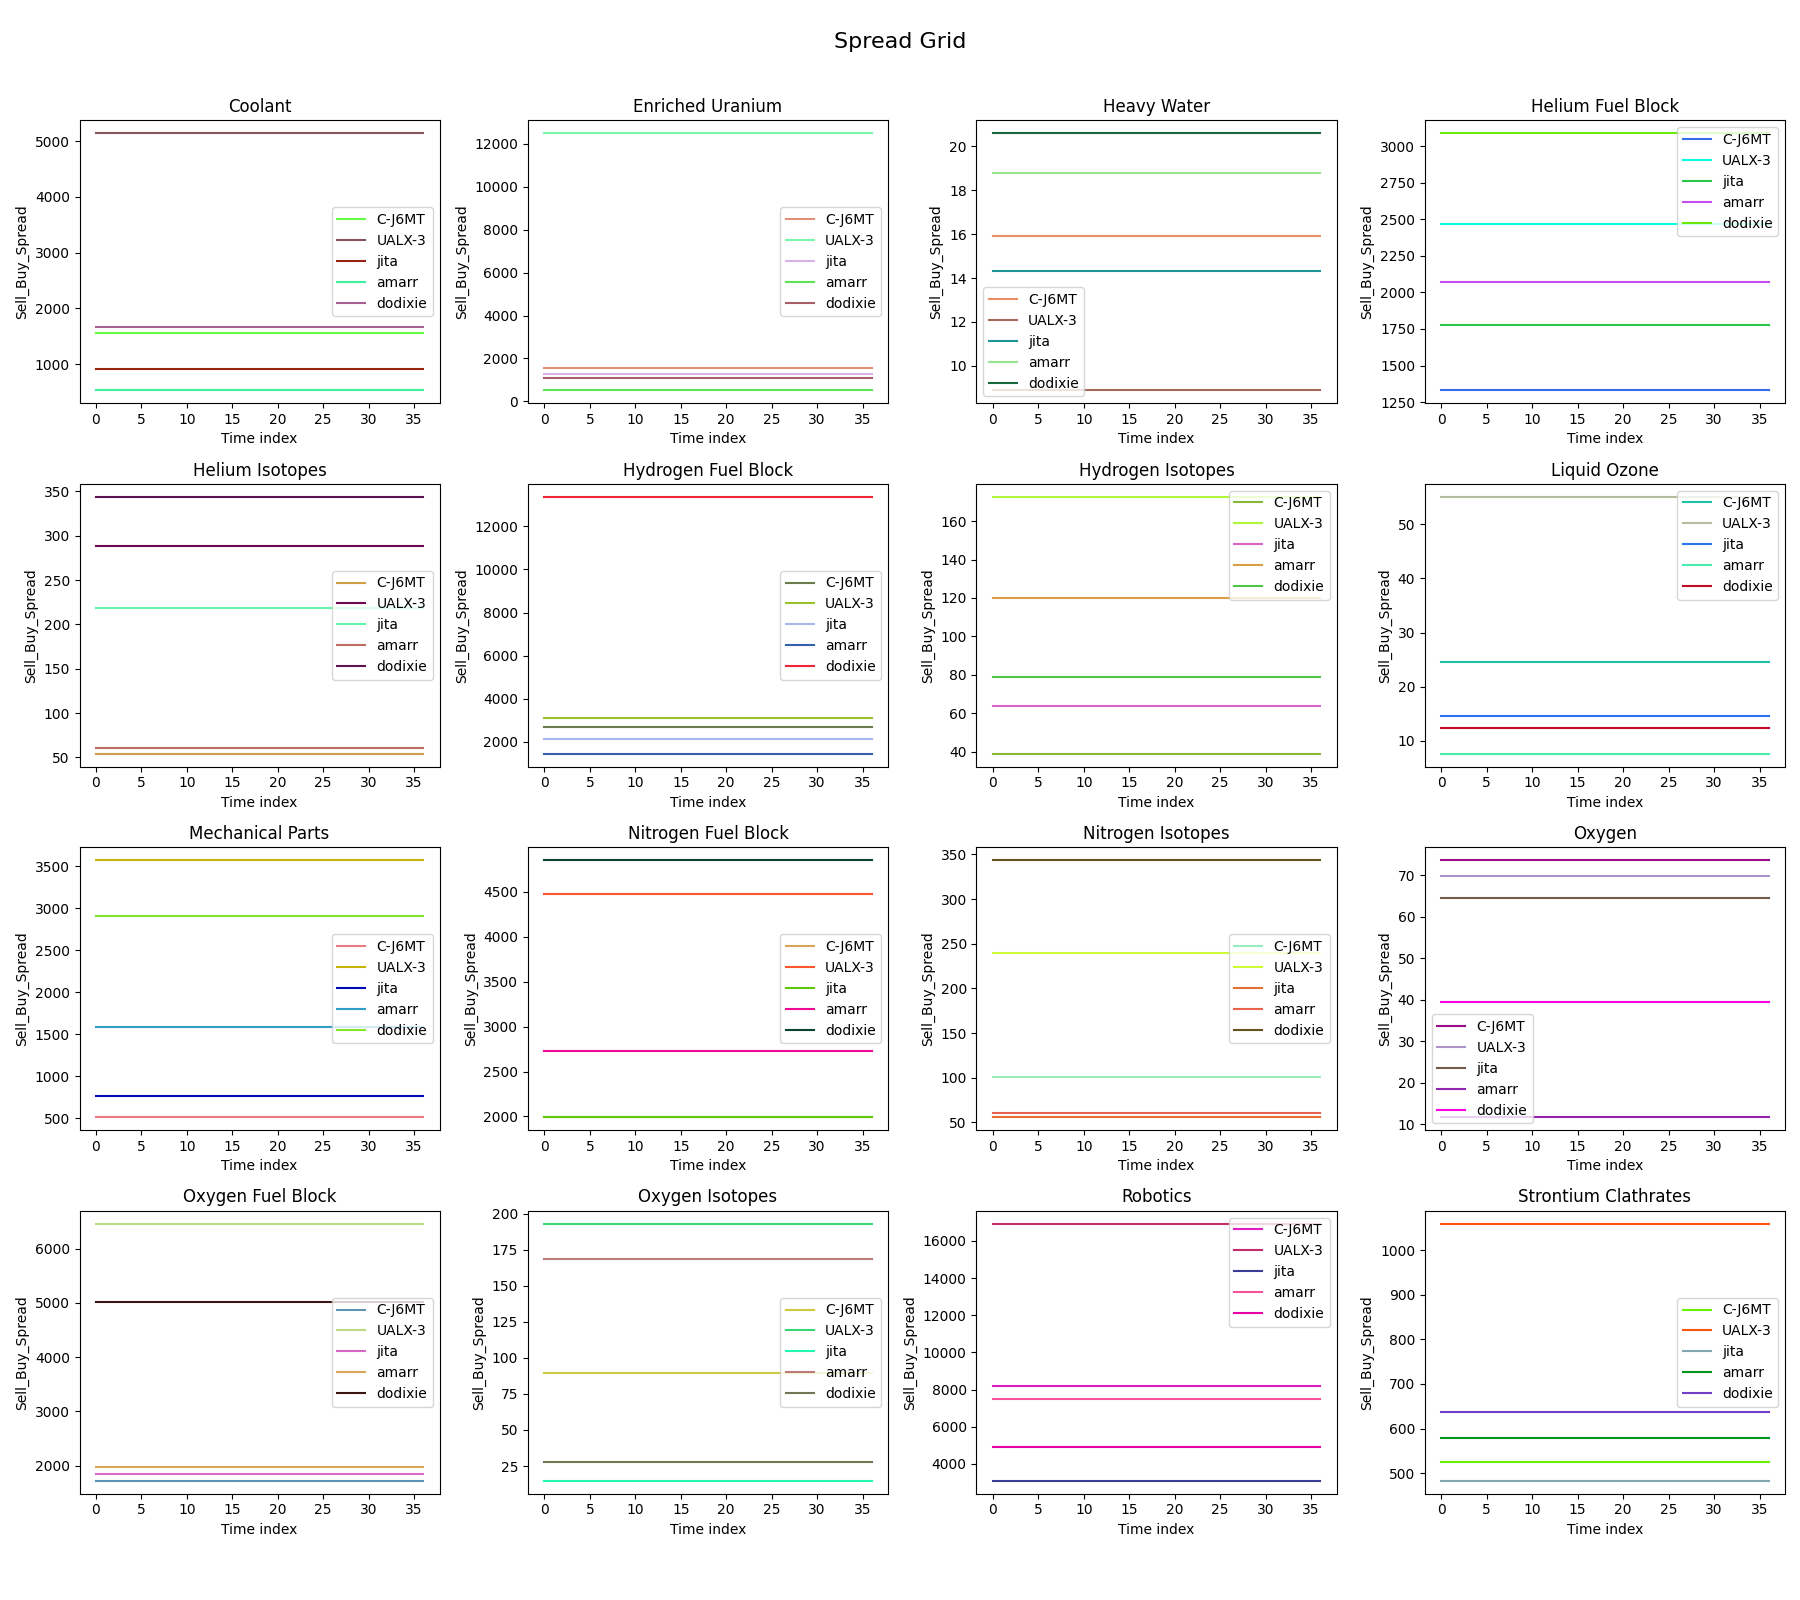 Spread Grid
Coolant
Sell_Buy_Spread
5000
4000
3000
2000
1000
C-J6MT
UALX-3
jita
amarr
dodixie
0 5 10 15 20 25 30 35
Time index
Enriched Uranium
Sell_Buy_Spread
12000
10000
8000
6000
4000
2000
0
C-J6MT
UALX-3
jita
amarr
dodixie
0 5 10 15 20 25 30 35
Time index
Heavy Water
Sell_Buy_Spread
20
18
16
14
12
10
C-J6MT
UALX-3
jita
amarr
dodixie
0 5 10 15 20 25 30 35
Time index
Helium Fuel Block
Sell_Buy_Spread
3000
2750
2500
2250
2000
1750
1500
1250
C-J6MT
UALX-3
jita
amarr
dodixie
0 5 10 15 20 25 30 35
Time index
Helium Isotopes
Sell_Buy_Spread
350
300
250
200
150
100
50
C-J6MT
UALX-3
jita
amarr
dodixie
0 5 10 15 20 25 30 35
Time index
Hydrogen Fuel Block
Sell_Buy_Spread
12000
10000
8000
6000
4000
2000
C-J6MT
UALX-3
jita
amarr
dodixie
0 5 10 15 20 25 30 35
Time index
Hydrogen Isotopes
Sell_Buy_Spread
160
140
120
100
80
60
40
C-J6MT
UALX-3
jita
amarr
dodixie
0 5 10 15 20 25 30 35
Time index
Liquid Ozone
Sell_Buy_Spread
50
40
30
20
10
C-J6MT
UALX-3
jita
amarr
dodixie
0 5 10 15 20 25 30 35
Time index
Mechanical Parts
Sell_Buy_Spread
3500
3000
2500
2000
1500
1000
500
C-J6MT
UALX-3
jita
amarr
dodixie
0 5 10 15 20 25 30 35
Time index
Nitrogen Fuel Block
Sell_Buy_Spread
4500
4000
3500
3000
2500
2000
C-J6MT
UALX-3
jita
amarr
dodixie
0 5 10 15 20 25 30 35
Time index
Nitrogen Isotopes
Sell_Buy_Spread
350
300
250
200
150
100
50
C-J6MT
UALX-3
jita
amarr
dodixie
0 5 10 15 20 25 30 35
Time index
Oxygen
Sell_Buy_Spread
70
60
50
40
30
20
10
C-J6MT
UALX-3
jita
amarr
dodixie
0 5 10 15 20 25 30 35
Time index
Oxygen Fuel Block
Sell_Buy_Spread
6000
5000
4000
3000
2000
C-J6MT
UALX-3
jita
amarr
dodixie
0 5 10 15 20 25 30 35
Time index
Oxygen Isotopes
Sell_Buy_Spread
200
175
150
125
100
75
50
25
C-J6MT
UALX-3
jita
amarr
dodixie
0 5 10 15 20 25 30 35
Time index
Robotics
Sell_Buy_Spread
16000
14000
12000
10000
8000
6000
4000
C-J6MT
UALX-3
jita
amarr
dodixie
0 5 10 15 20 25 30 35
Time index
Strontium Clathrates
Sell_Buy_Spread
1000
900
800
700
600
500
C-J6MT
UALX-3
jita
amarr
dodixie
0 5 10 15 20 25 30 35
Time index